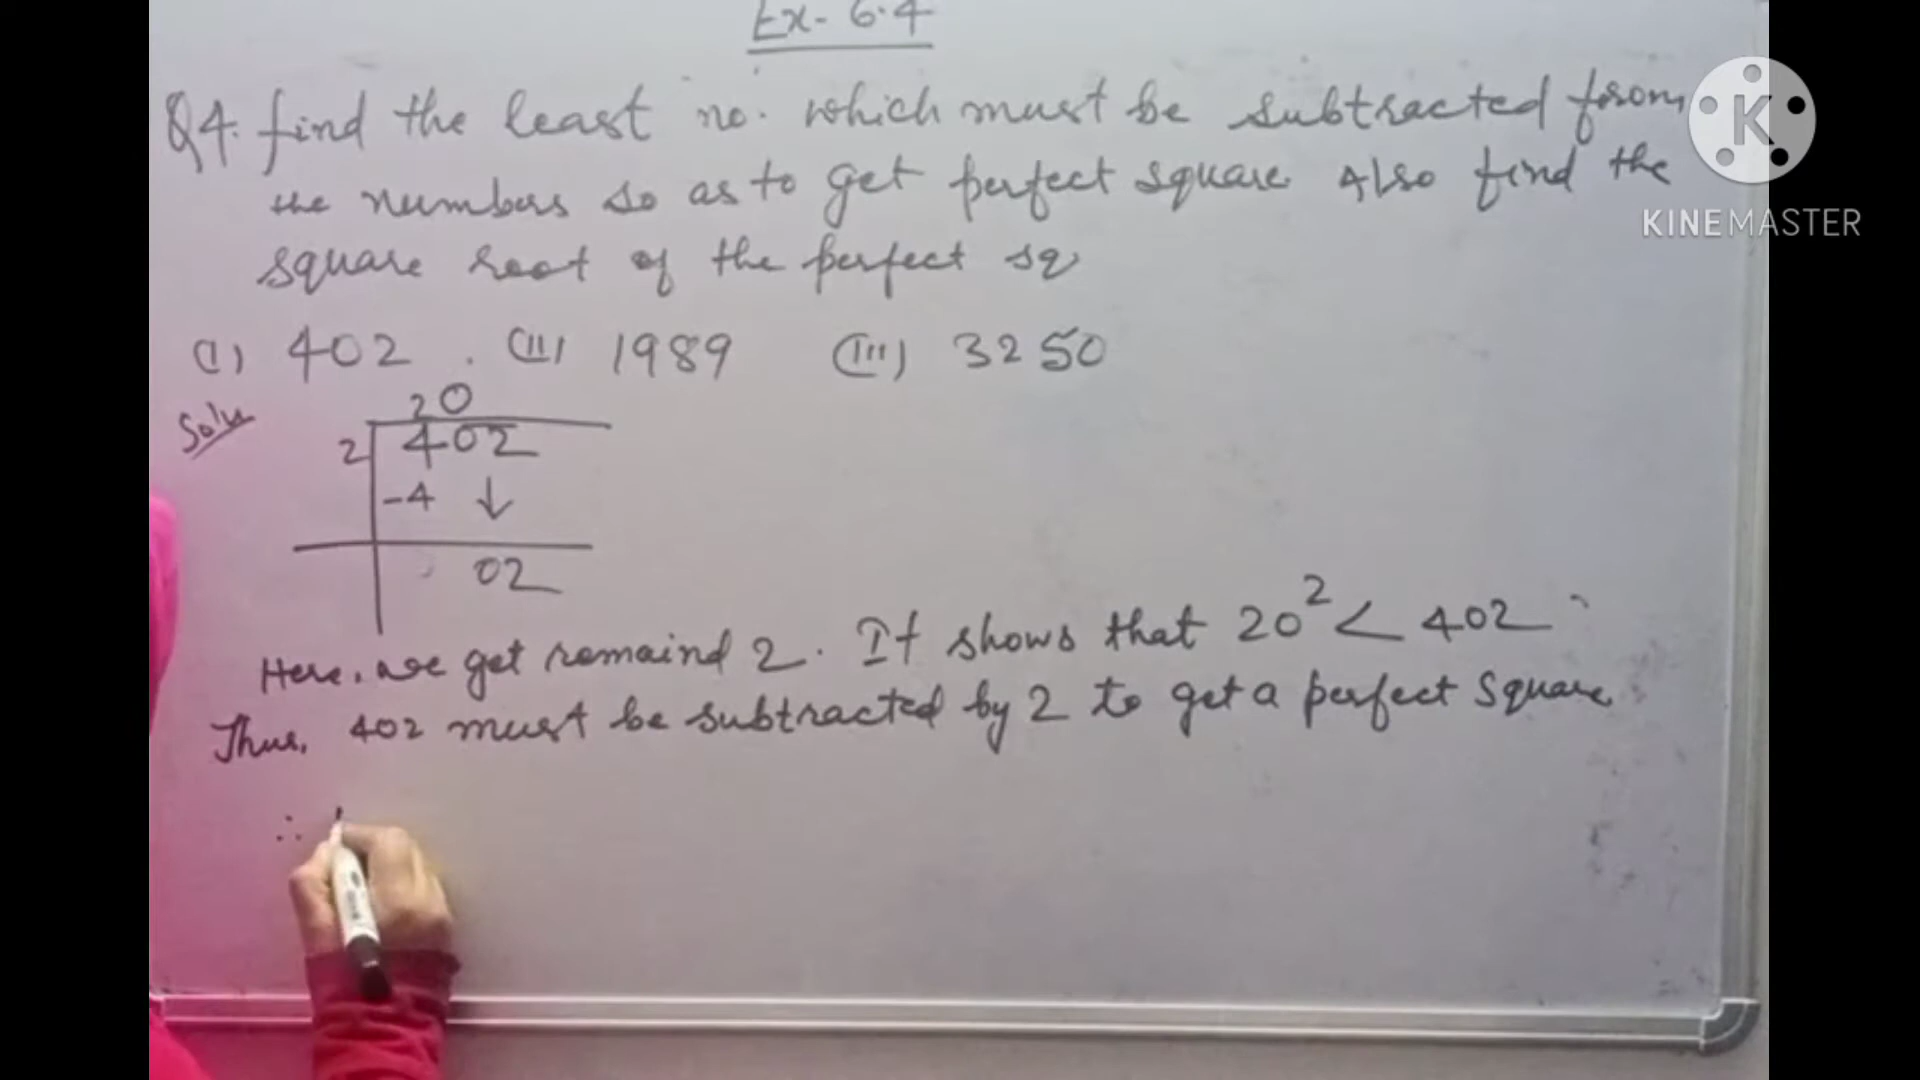 Ex- 6.4
Q4. find the least no. which must be subtracted from
the numbers so as to get perfect square Also find the
square root of the perfect sq
(I) 402 . (II) 1989 (III) 3250
Soln
20
2 402
-4 ↓
02
Here, we get remaind 2. It shows that 20² < 402
Thus, 402 must be subtracted by 2 to get a perfect square
∴
K
KINEMASTER